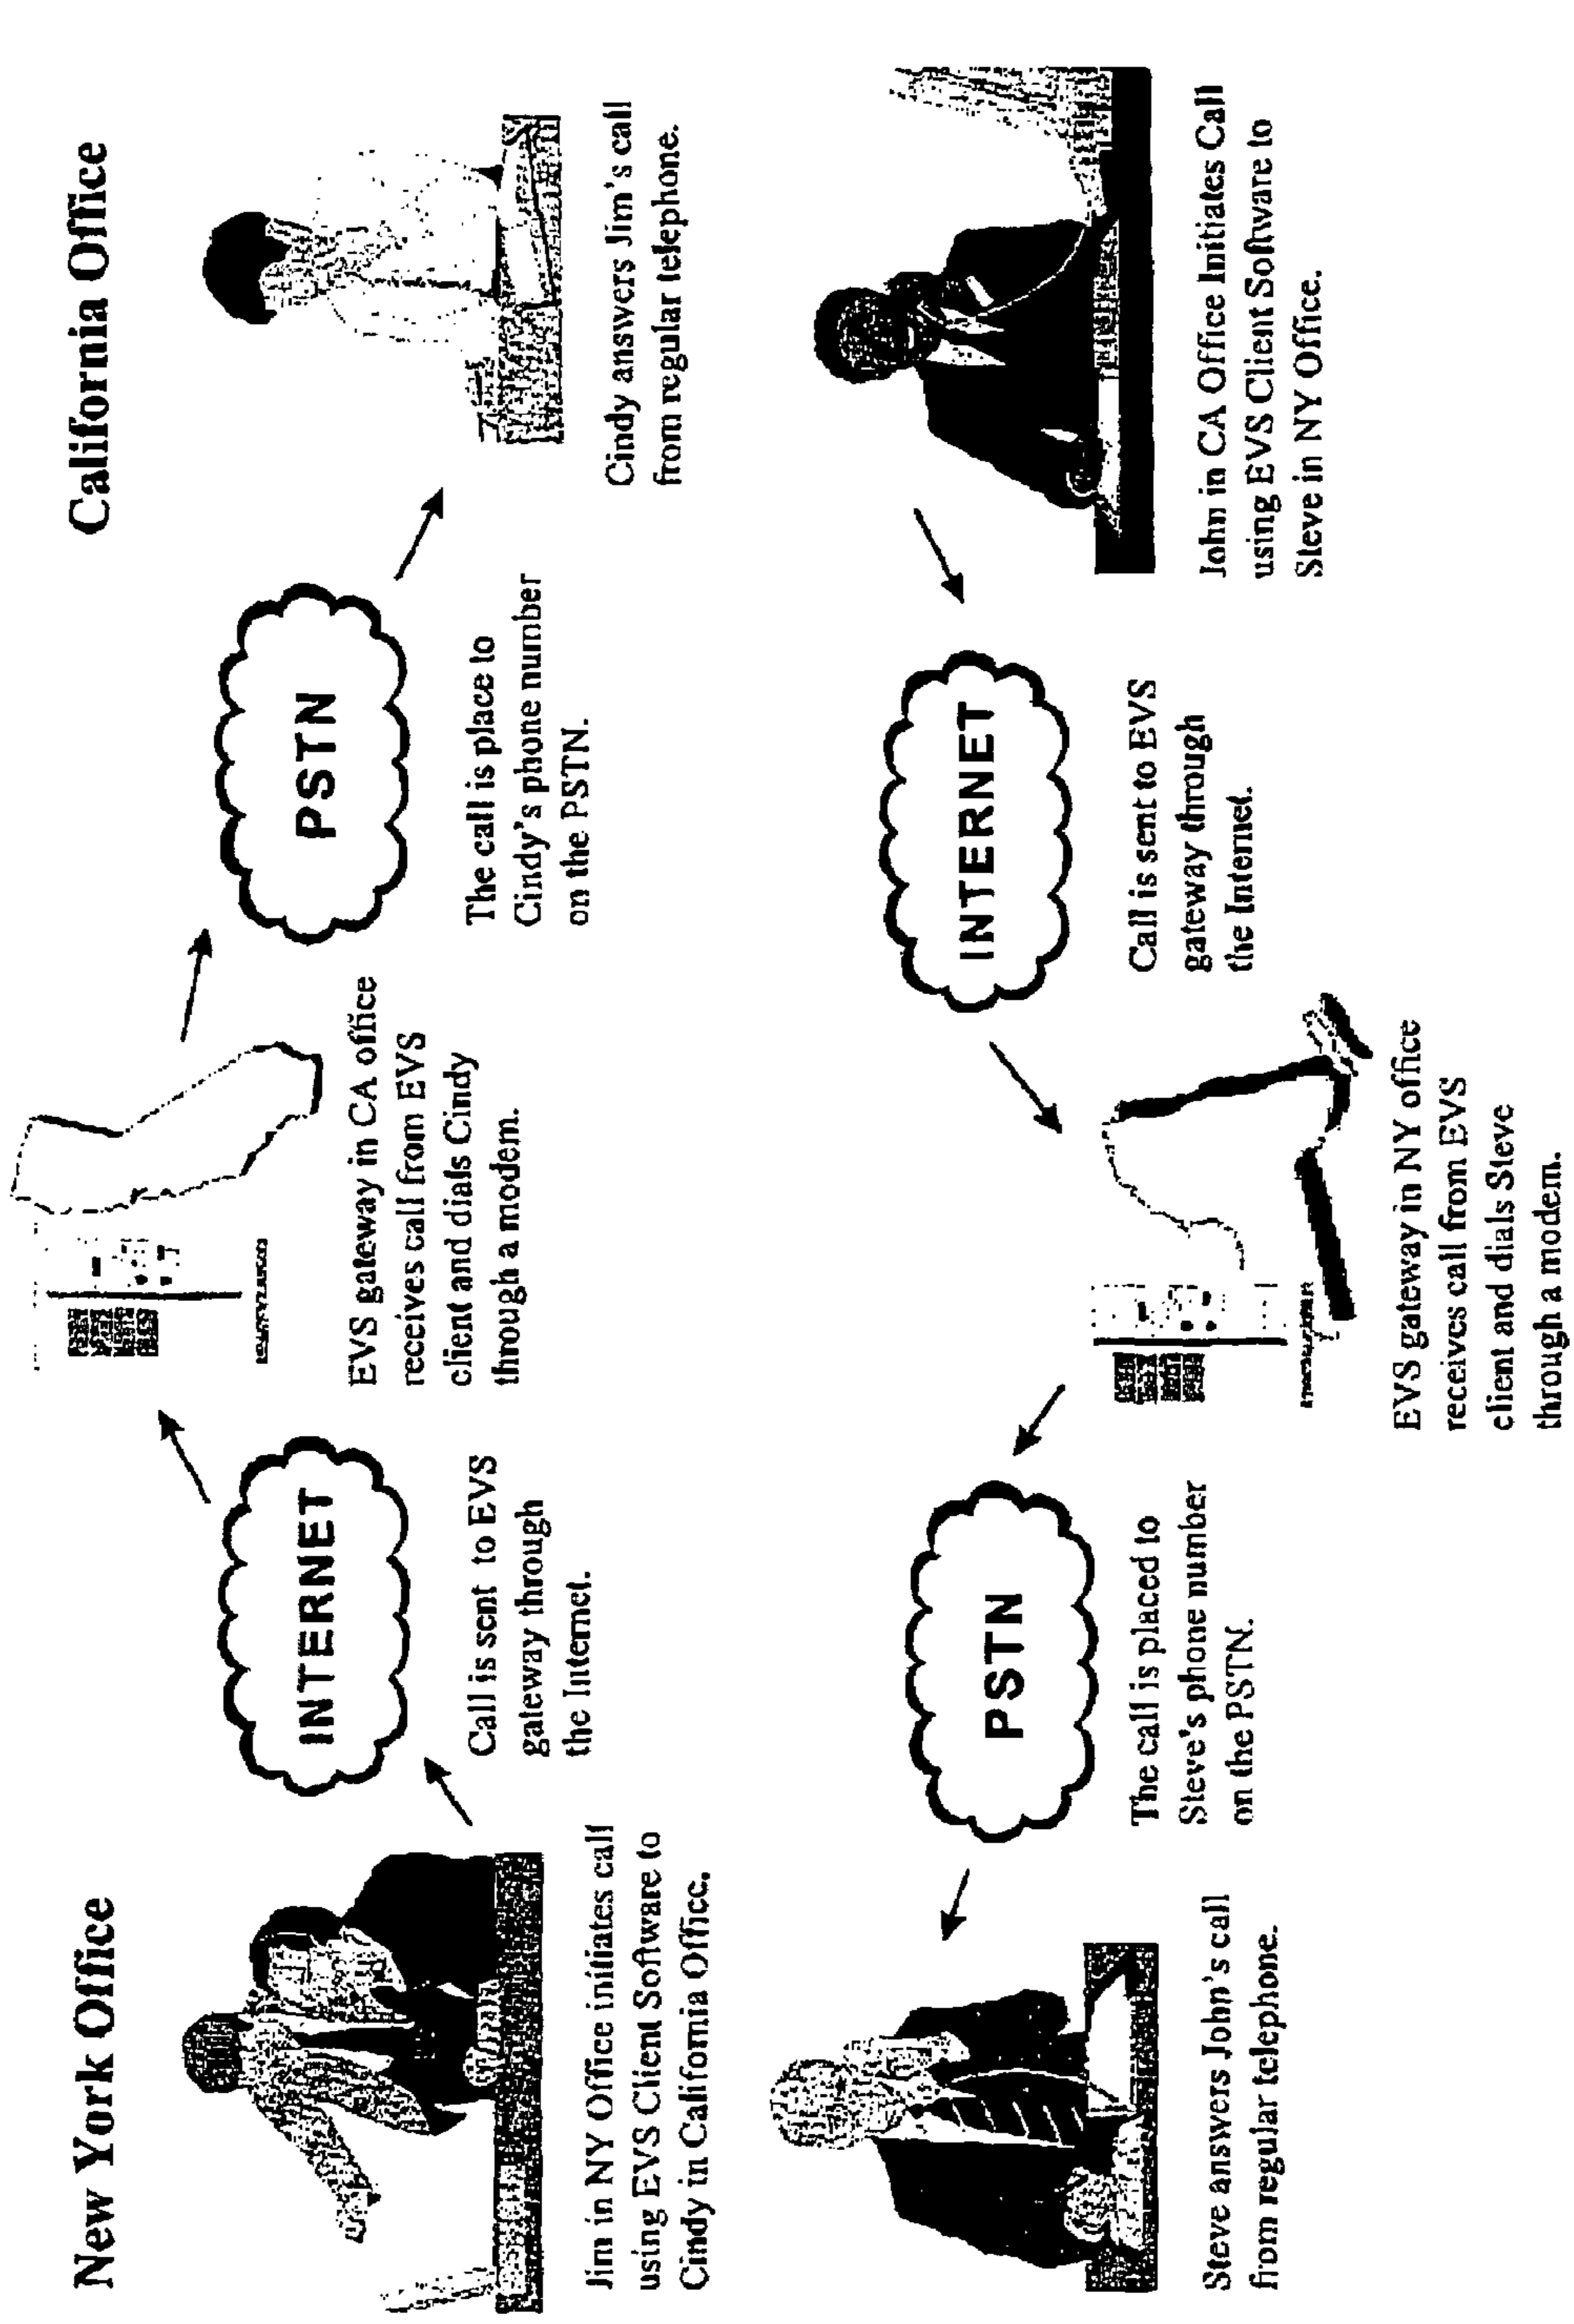 New York Office
California Office
Jim in NY Office initiates call
using EVS Client Software to
Cindy in California Office.
INTERNET
Call is sent to EVS
gateway through
the Internet.
EVS gateway in CA office
receives call from EVS
client and dials Cindy
through a modem.
PSTN
The call is place to
Cindy's phone number
on the PSTN.
Cindy answers Jim's call
from regular telephone.
Steve answers John's call
from regular telephone.
PSTN
The call is placed to
Steve's phone number
on the PSTN.
EVS gateway in NY office
receives call from EVS
client and dials Steve
through a modem.
INTERNET
Call is sent to EVS
gateway through
the Internet.
John in CA Office Initiates Call
using EVS Client Software to
Steve in NY Office.